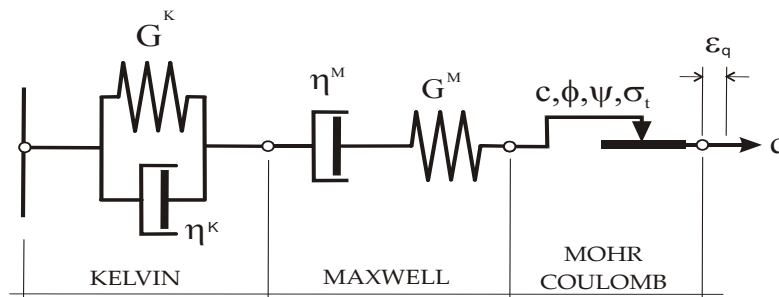 G^K
η^K
η^M
G^M
c,ϕ,ψ,σ_t
ε_q
KELVIN
MAXWELL
MOHR
COULOMB